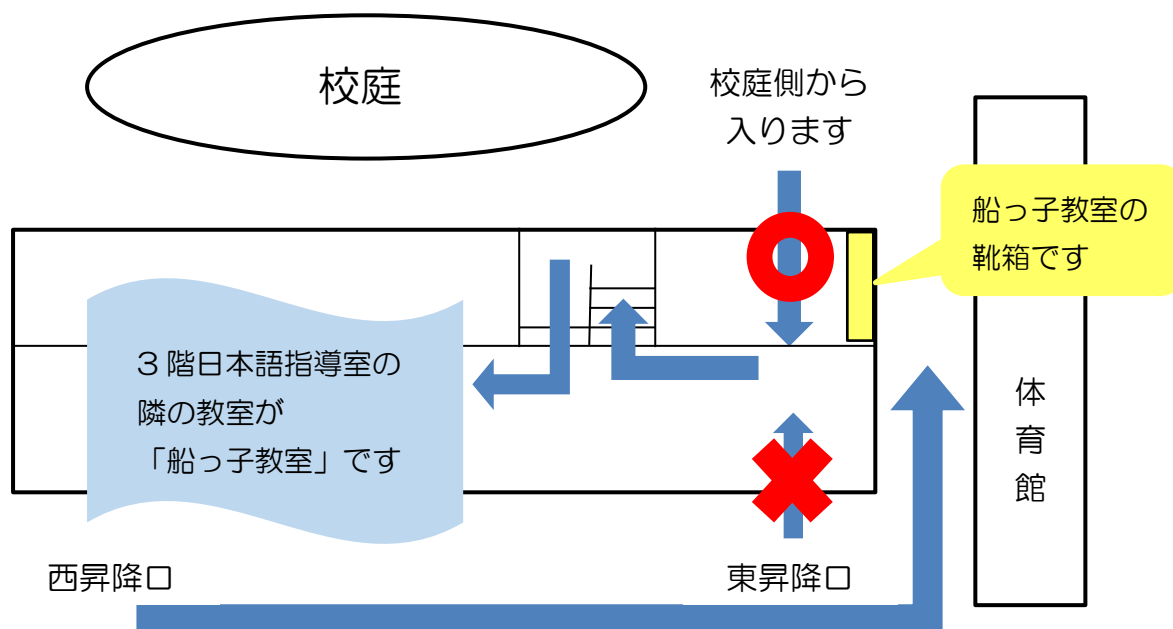 校庭
校庭側から
入ります
船っ子教室の
靴箱です
3階日本語指導室の
隣の教室が
「船っ子教室」です
体育館
西昇降口
東昇降口